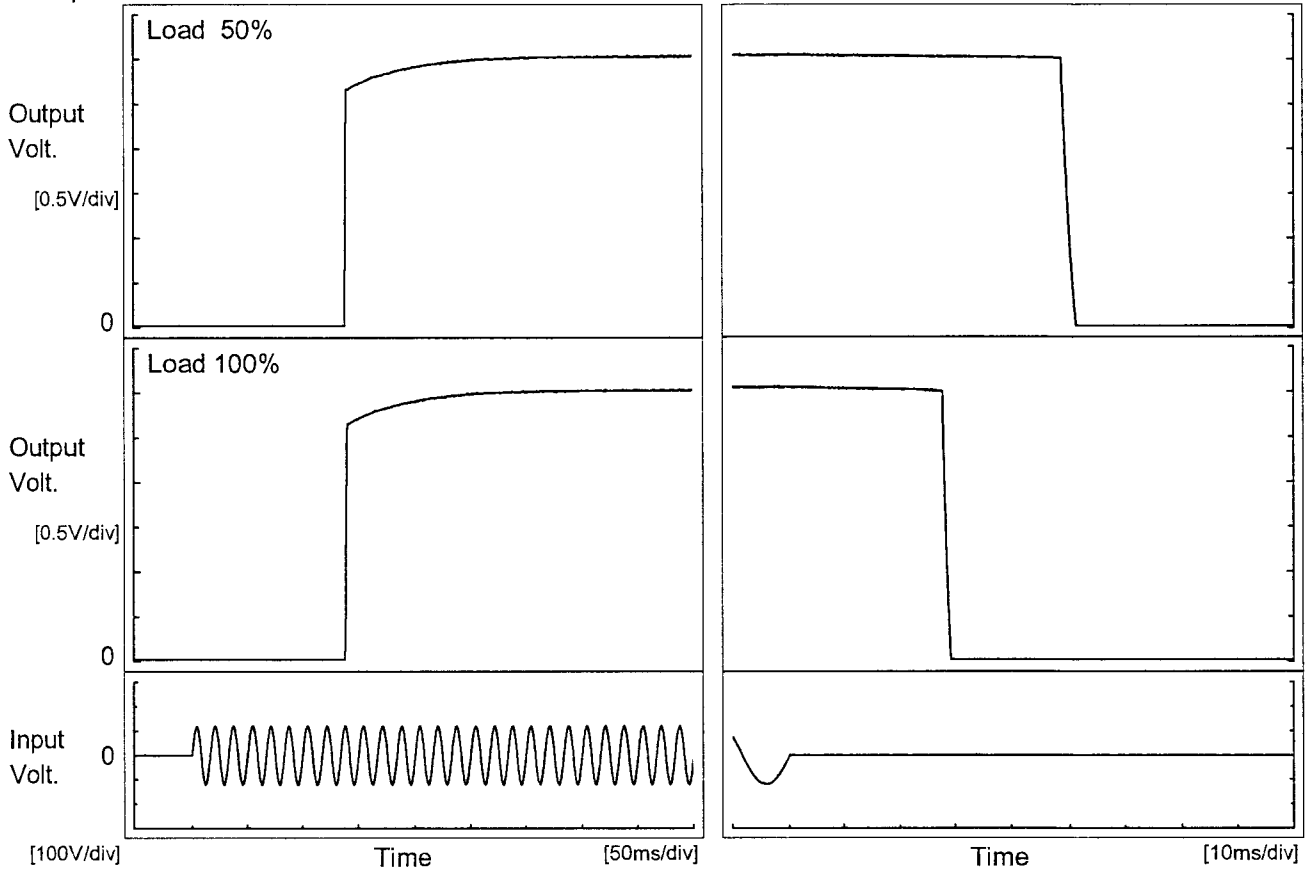 Load 50%
Output
Volt.
[0.5V/div]
0
Load 100%
Output
Volt.
[0.5V/div]
0
Input
Volt.
0
[100V/div]
Time
[50ms/div]
Time
[10ms/div]